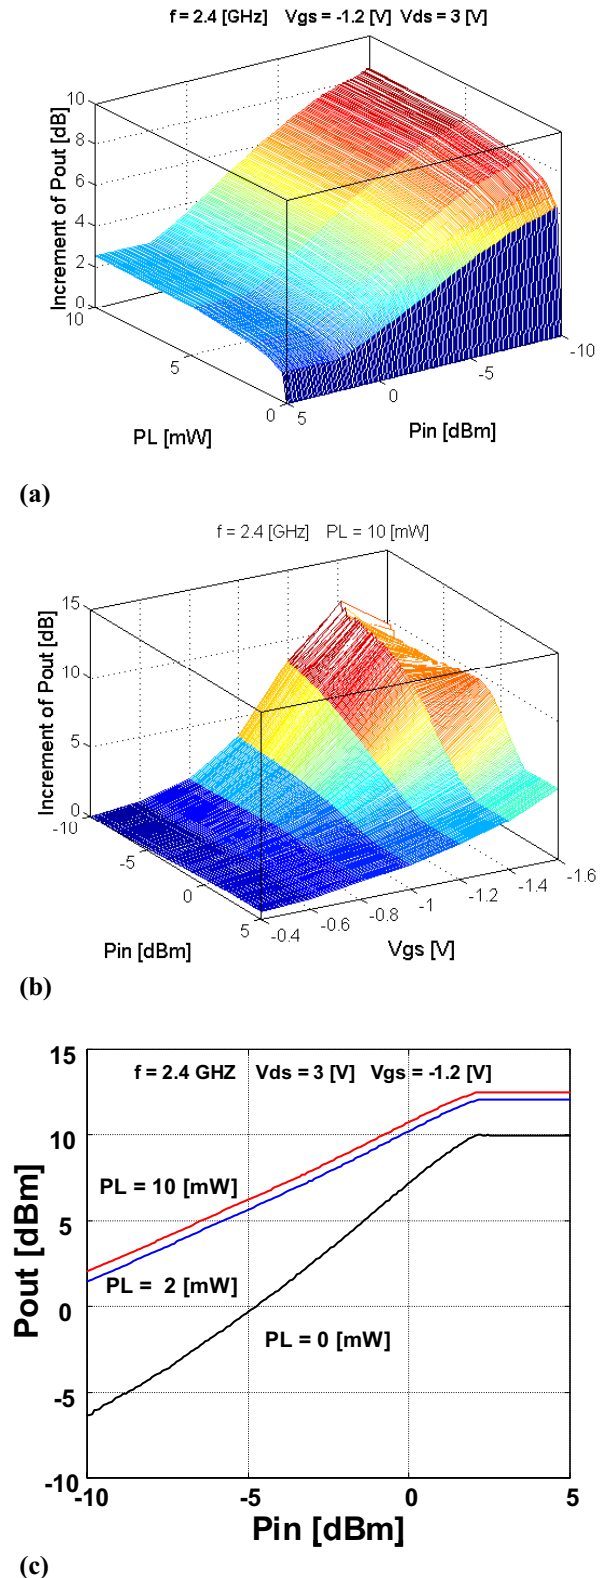 f = 2.4 [GHz] Vgs = -1.2 [V] Vds = 3 [V]
10
8
6
4
2
0
Increment of Pout [dB]
10
5
0
PL [mW]
5
0
-5
-10
Pin [dBm]
(a)
f = 2.4 [GHz] PL = 10 [mW]
15
10
5
0
Increment of Pout [dB]
-10
-5
0
5
Pin [dBm]
-0.4
-0.6
-0.8
-1
-1.2
-1.4
-1.6
Vgs [V]
(b)
15
10
5
0
-5
-10
Pout [dBm]
f = 2.4 GHZ Vds = 3 [V] Vgs = -1.2 [V]
PL = 10 [mW]
PL = 2 [mW]
PL = 0 [mW]
-10
-5
0
5
Pin [dBm]
(c)